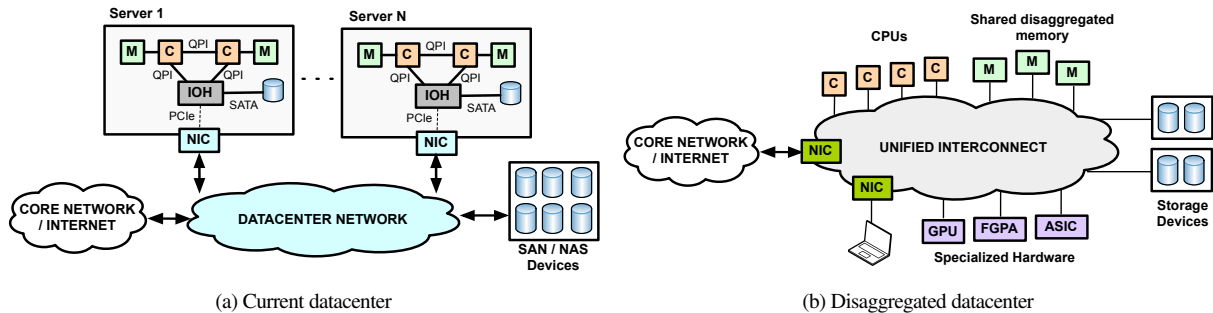 Server 1
M
C
QPI
C
M
QPI
QPI
IOH
SATA
PCIe
NIC
- - -
Server N
M
C
QPI
C
M
QPI
QPI
IOH
SATA
PCIe
NIC
CORE NETWORK
/ INTERNET
DATACENTER NETWORK
SAN / NAS
Devices
(a) Current datacenter
CPUs
Shared disaggregated
memory
C
C
C
C
M
M
M
CORE NETWORK
/ INTERNET
NIC
UNIFIED INTERCONNECT
NIC
GPU
FGPA
ASIC
Specialized Hardware
Storage
Devices
(b) Disaggregated datacenter